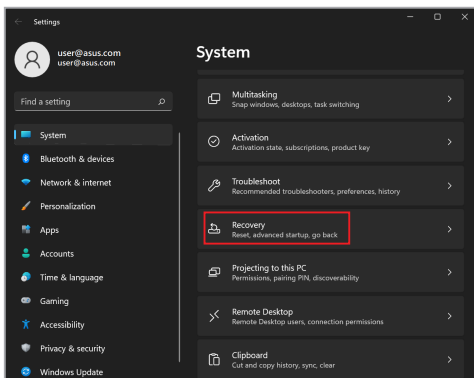 Settings
user@asus.com
user@asus.com
Find a setting
System
Bluetooth & devices
Network & internet
Personalization
Apps
Accounts
Time & language
Gaming
Accessibility
Privacy & security
Windows Update
System
Multitasking
Snap windows, desktops, task switching
Activation
Activation state, subscriptions, product key
Troubleshoot
Recommended troubleshooters, preferences, history
Recovery
Reset, advanced startup, go back
Projecting to this PC
Permissions, pairing PIN, discoverability
Remote Desktop
Remote Desktop users, connection permissions
Clipboard
Cut and copy history, sync, clear